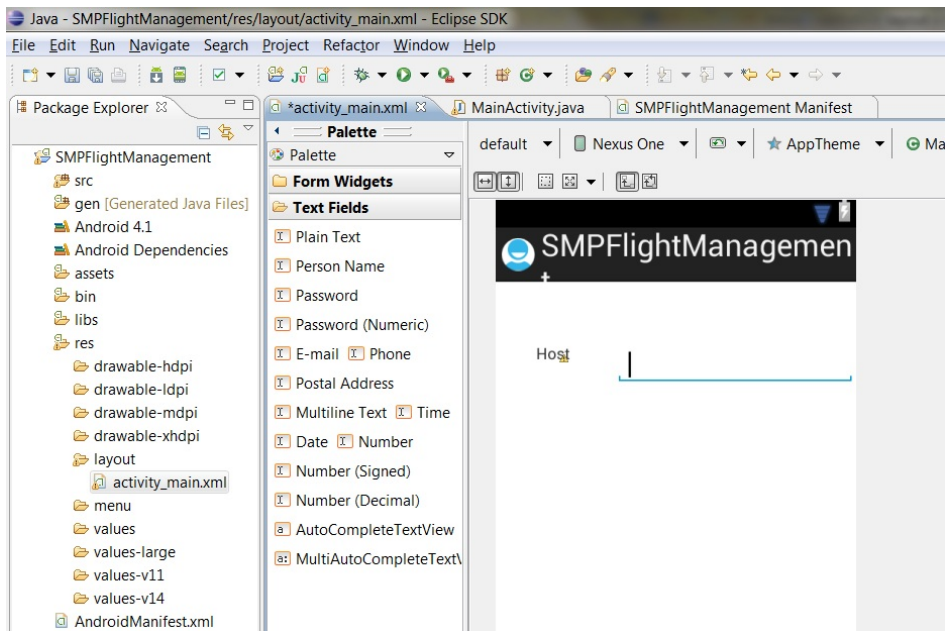 Java - SMPFlightManagement/res/layout/activity_main.xml - Eclipse SDK
File Edit Run Navigate Search Project Refactor Window Help
Package Explorer
*activity_main.xml
MainActivity.java
SMPFlightManagement Manifest
SMPFlightManagement
src
gen [Generated Java Files]
Android 4.1
Android Dependencies
assets
bin
libs
res
drawable-hdpi
drawable-ldpi
drawable-mdpi
drawable-xhdpi
layout
activity_main.xml
menu
values
values-large
values-v11
values-v14
AndroidManifest.xml
Palette
Palette
Form Widgets
Text Fields
Plain Text
Person Name
Password
Password (Numeric)
E-mail Phone
Postal Address
Multiline Text Time
Date Number
Number (Signed)
Number (Decimal)
AutoCompleteTextView
MultiAutoCompleteText
default Nexus One AppTheme Ma
SMPFlightManagemen
t
Host